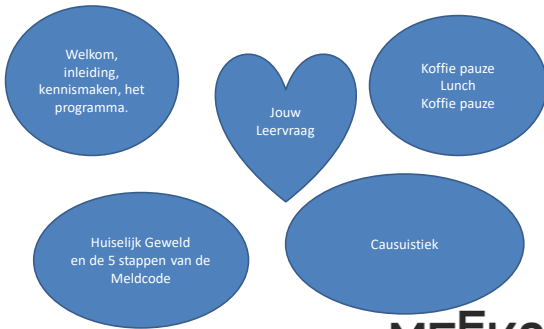 Welkom,
inleiding,
kennismaken, het
programma.
Jouw
Leervraag
Koffie pauze
Lunch
Koffie pauze
Huiselijk Geweld
en de 5 stappen van de
Meldcode
Causuistiek